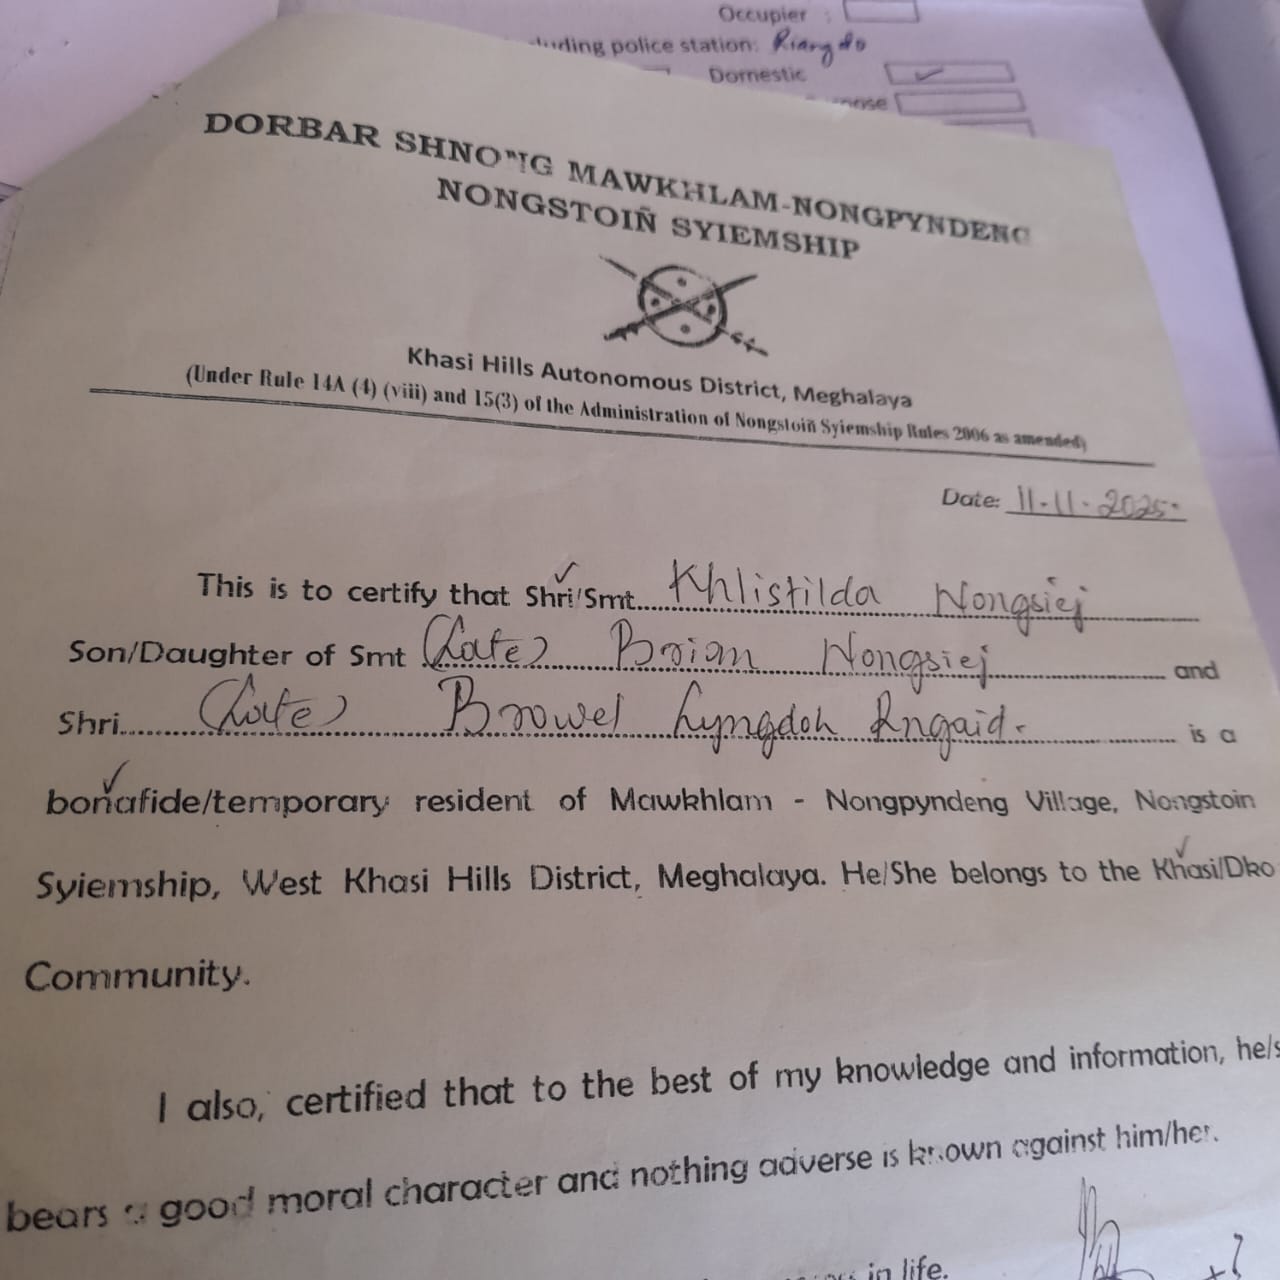 Occupier :
police station: Riangdo
Domestic
DORBAR SHNONG MAWKHLAM-NONGPYNDENG
NONGSTOIÑ SYIEMSHIP
Khasi Hills Autonomous District, Meghalaya
(Under Rule 14A (4) (viii) and 15(3) of the Administration of Nongstoiñ Syiemship Rules 2006 as amended)
Date: 11-11-2025
This is to certify that Shri/Smt. Khlistilda Nongsiej
Son/Daughter of Smt (Late) Brian Nongsiej and
Shri (Late) Browel Lyngdoh Rngaid. is a
bonafide/temporary resident of Mawkhlam - Nongpyndeng Village, Nongstoin
Syiemship, West Khasi Hills District, Meghalaya. He/She belongs to the Khasi/Dko
Community.
I also, certified that to the best of my knowledge and information, he/s
bears a good moral character and nothing adverse is known against him/her.
in life.